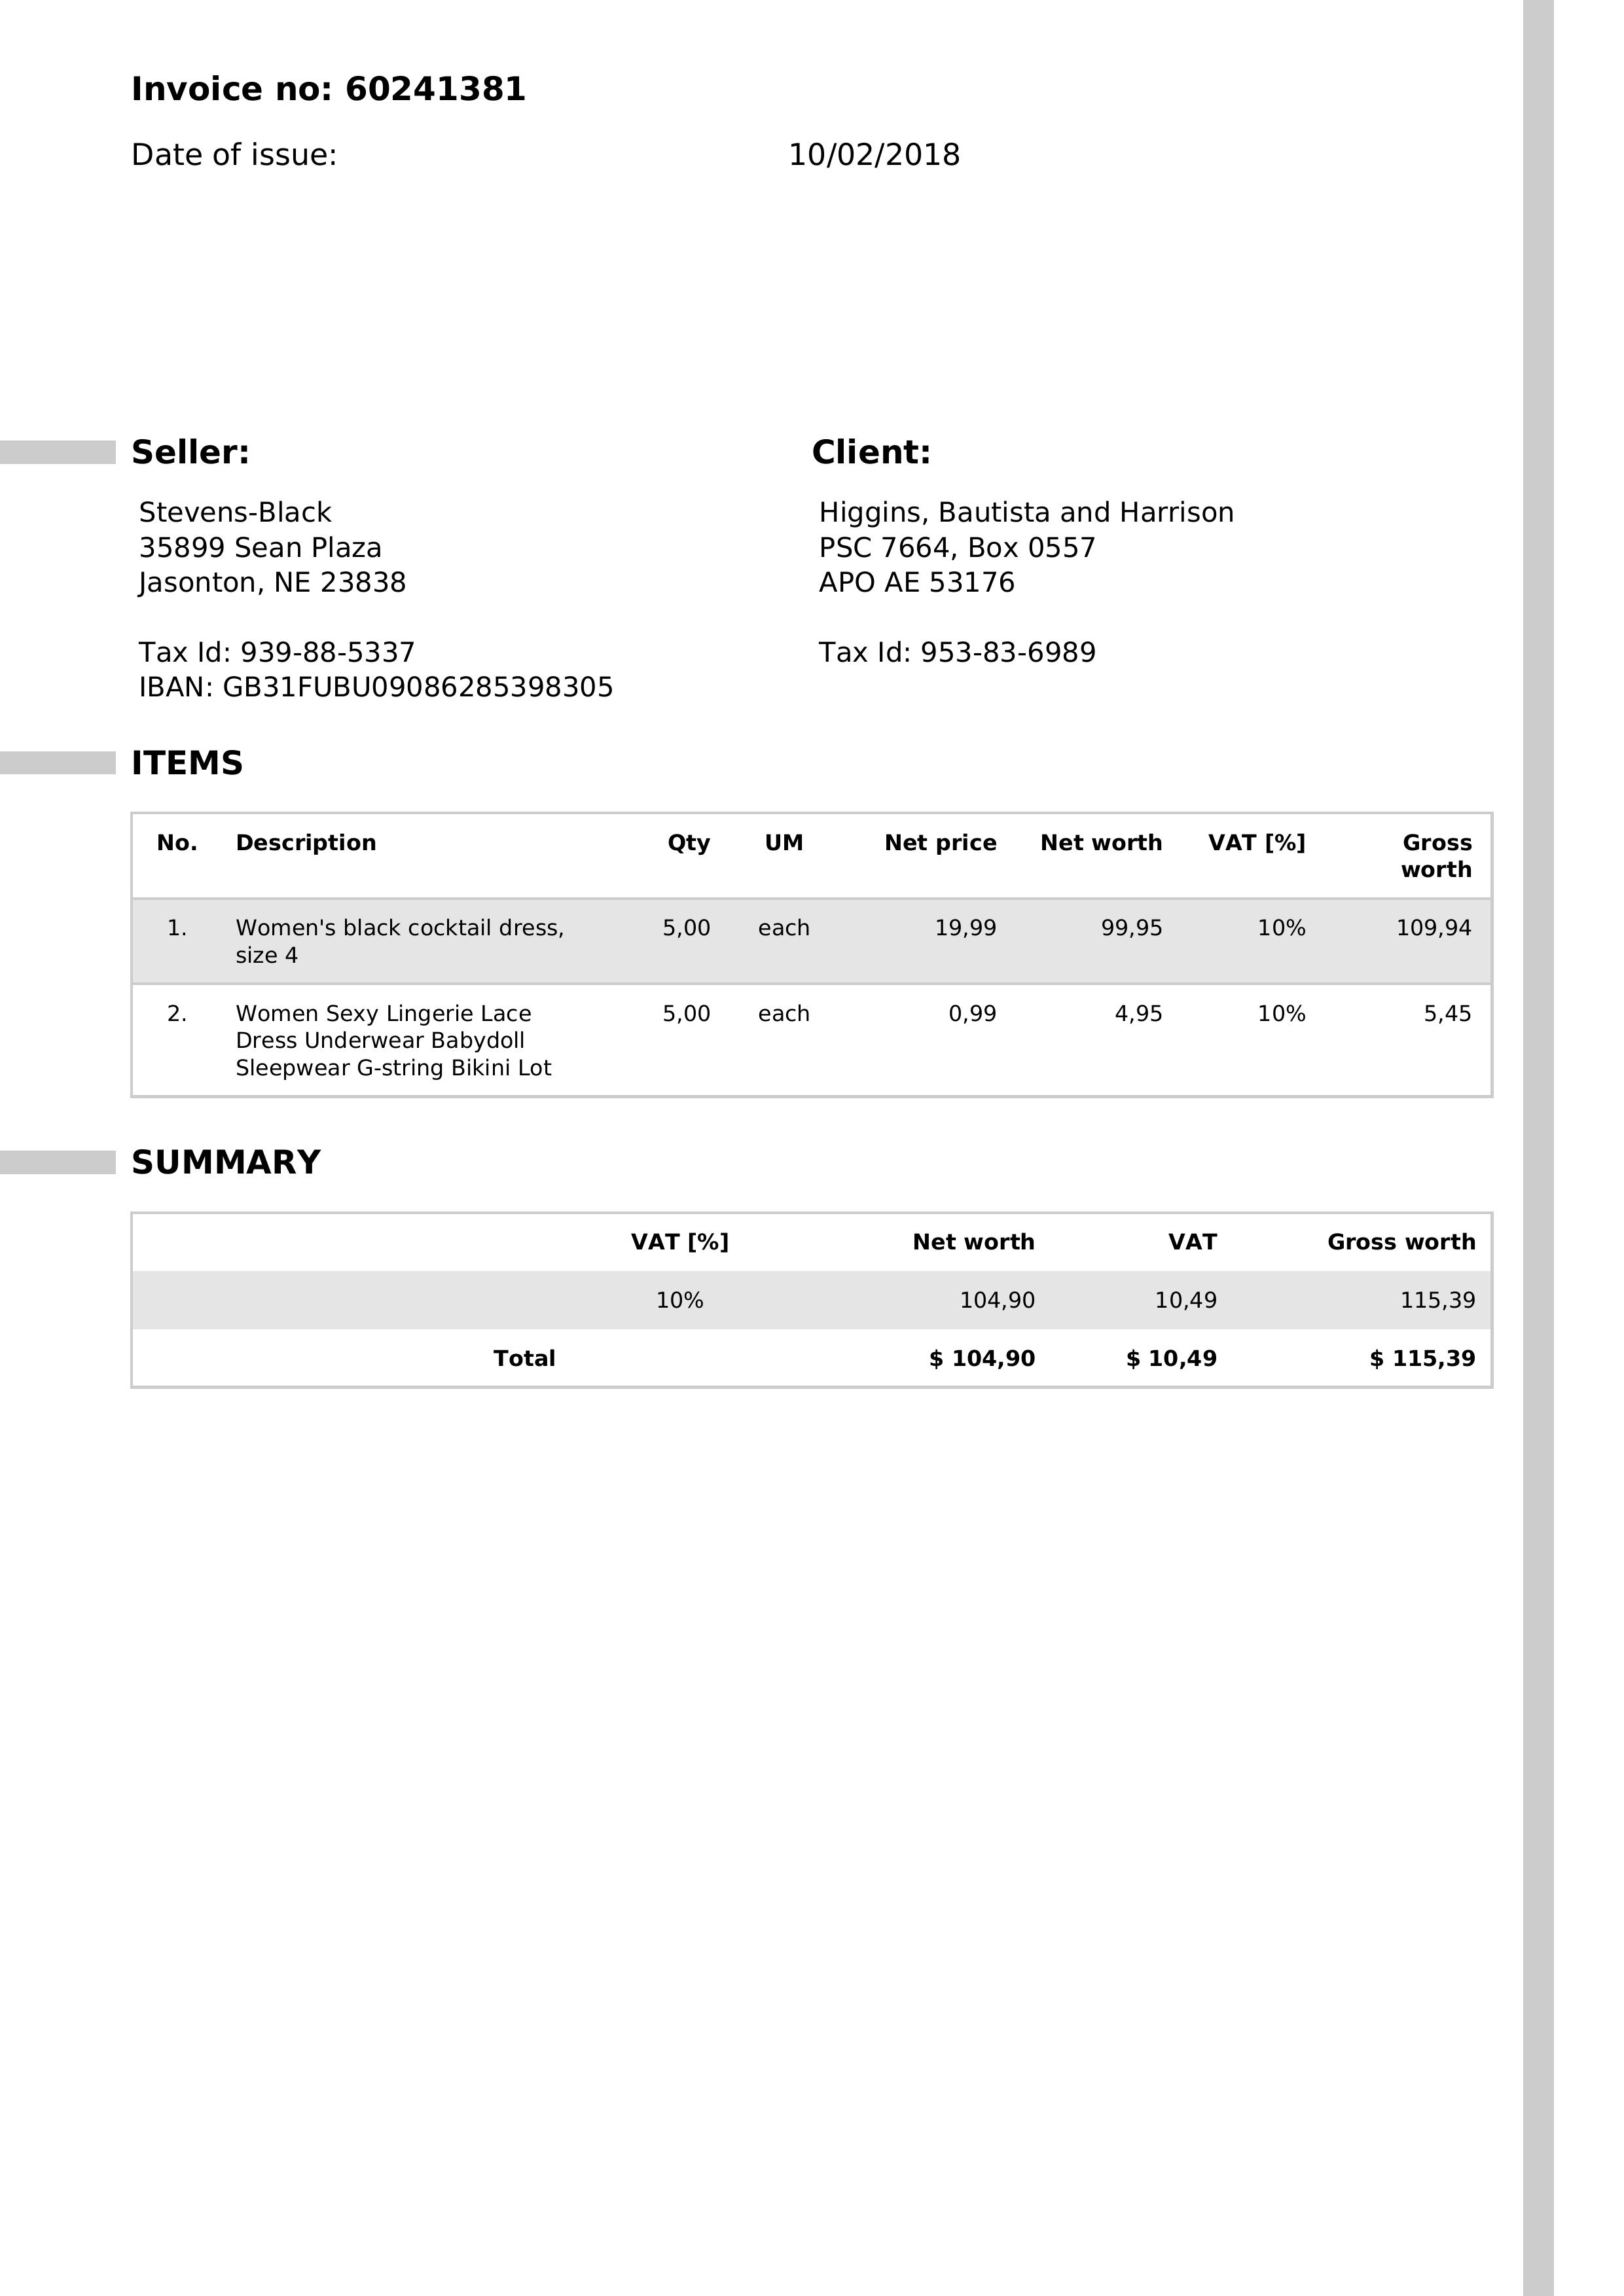 Invoice no: 60241381
Date of issue: 10/02/2018
Seller: Client:
Stevens-Black Higgins, Bautista and Harrison
35899 Sean Plaza PSC 7664, Box 0557
Jasonton, NE 23838 APO AE 53176
Tax Id: 939-88-5337 Tax Id: 953-83-6989
IBAN: GB31FUBU09086285398305
ITEMS
No. Description Qty UM Net price Net worth VAT [%] Gross
worth
1. Women's black cocktail dress, 5,00 each 19,99 99,95 10% 109,94
size 4
2. Women Sexy Lingerie Lace 5,00 each 0,99 4,95 10% 5,45
Dress Underwear Babydoll
Sleepwear G-string Bikini Lot
SUMMARY
VAT [%] Net worth VAT Gross worth
10% 104,90 10,49 115,39
Total $ 104,90 $ 10,49 $ 115,39